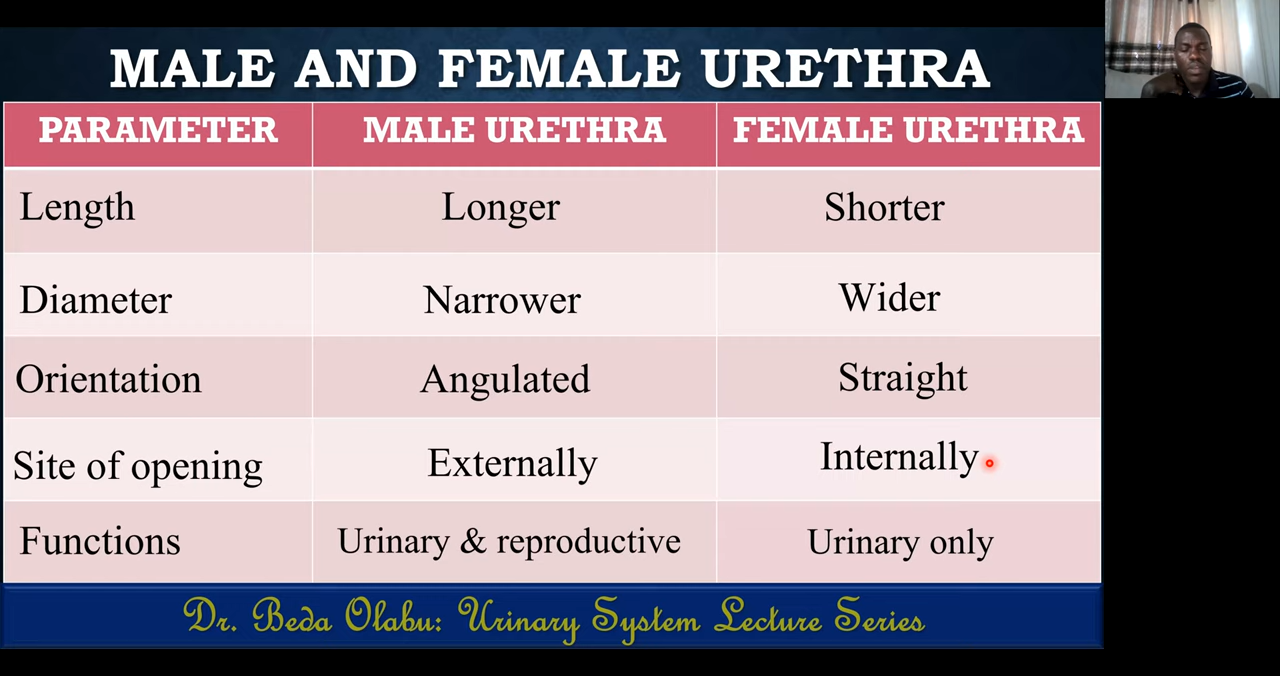 MALE AND FEMALE URETHRA
PARAMETER MALE URETHRA FEMALE URETHRA
Length Longer Shorter
Diameter Narrower Wider
Orientation Angulated Straight
Site of opening Externally Internally
Functions Urinary & reproductive Urinary only
Dr. Beda Olabu: Urinary System Lecture Series